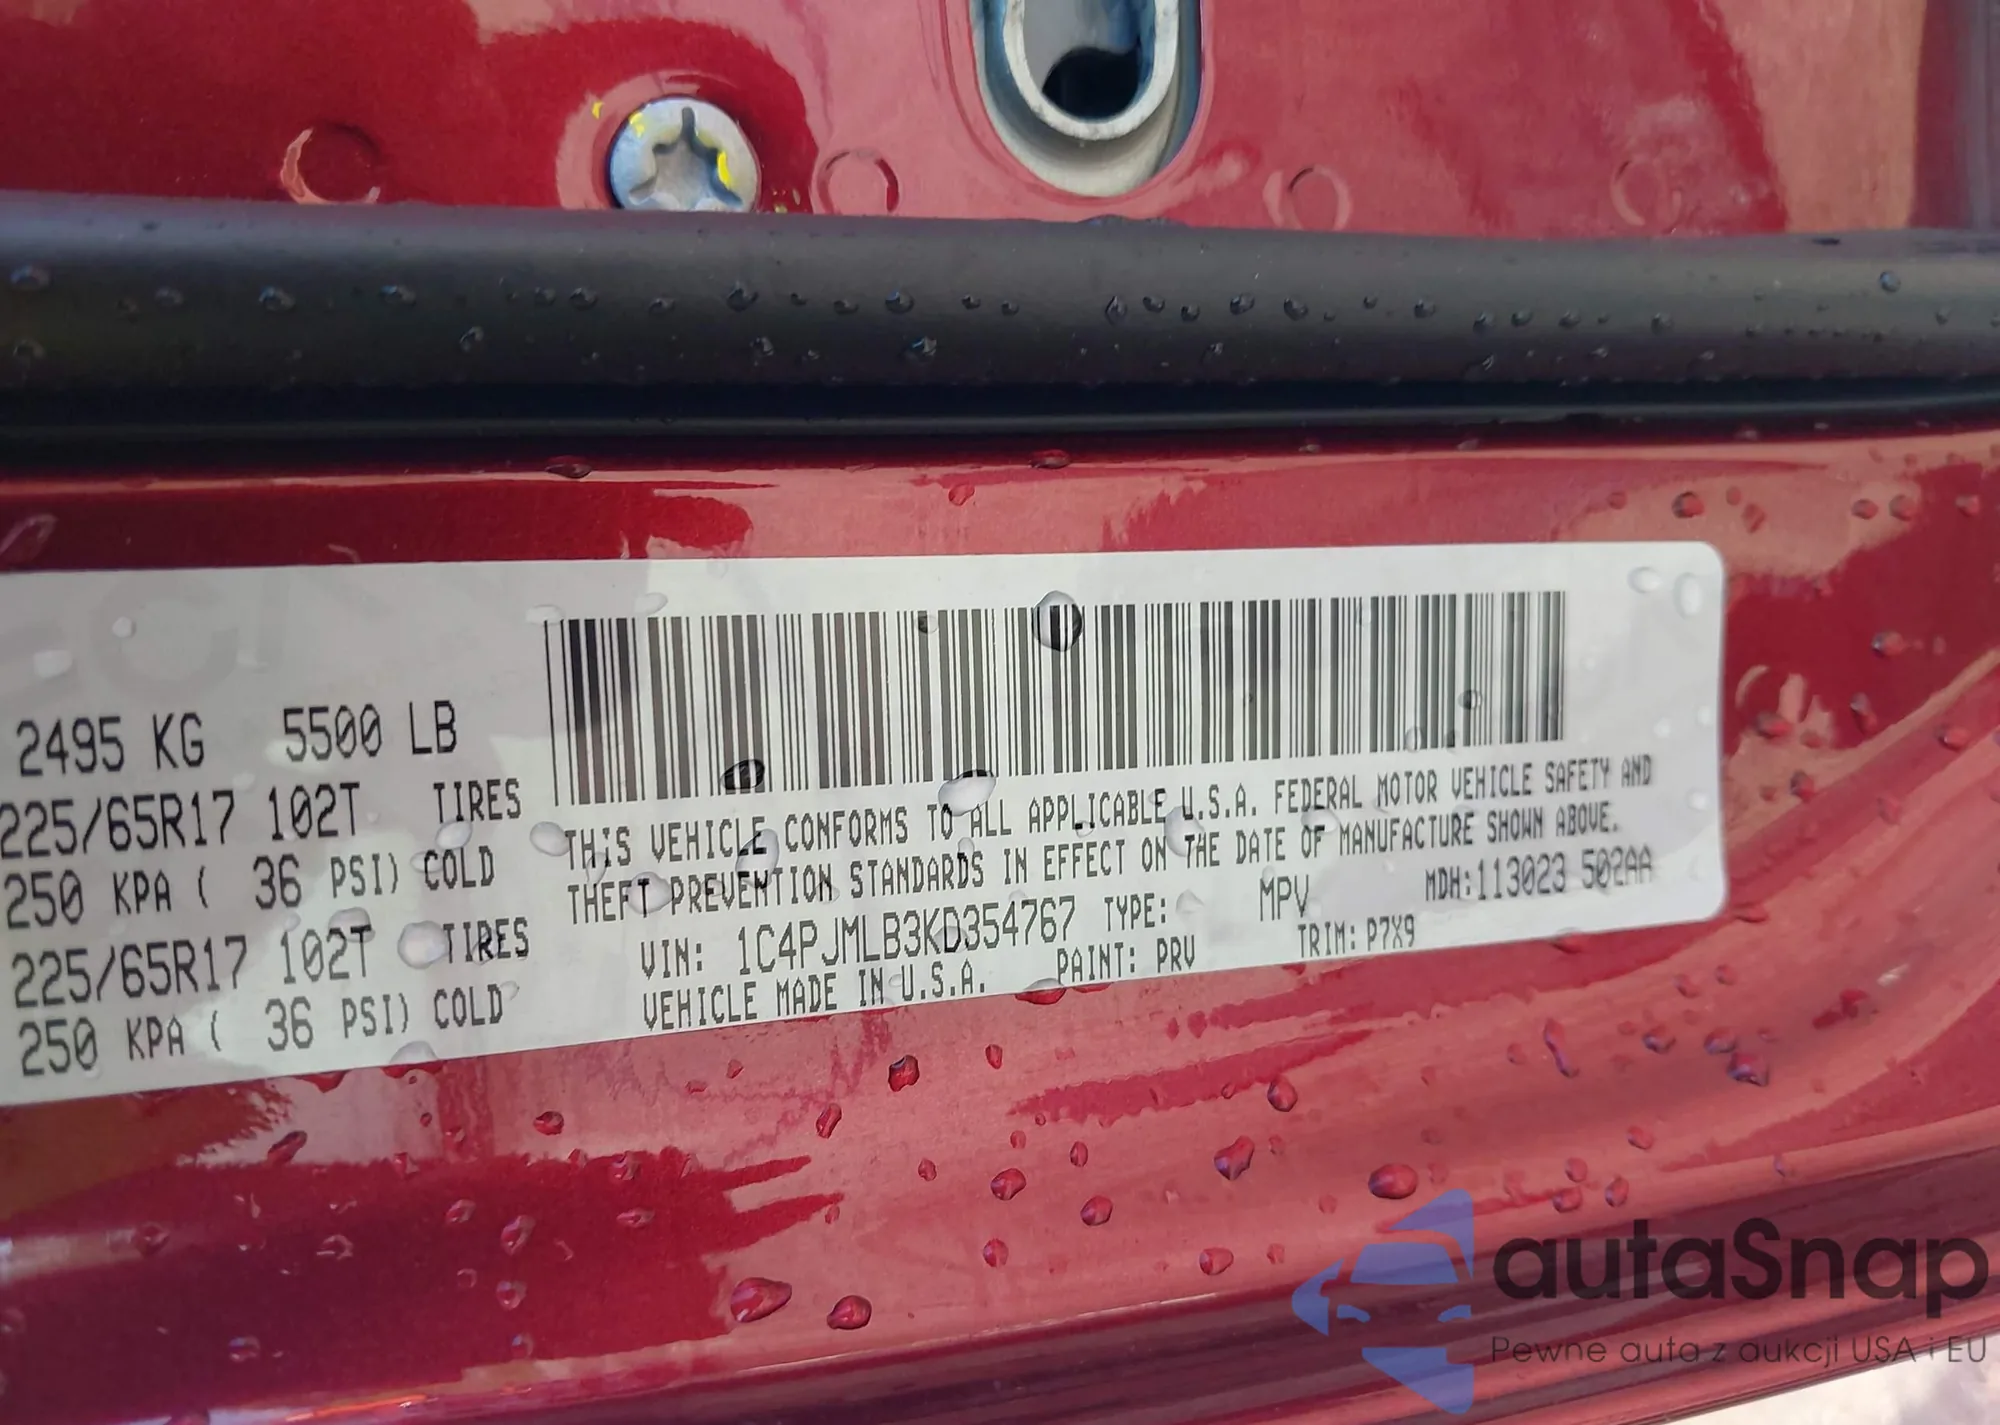 2495 KG 5500 LB
225/65R17 102T TIRES
250 KPA ( 36 PSI) COLD
225/65R17 102T TIRES
250 KPA ( 36 PSI) COLD
THIS VEHICLE CONFORMS TO ALL APPLICABLE U.S.A. FEDERAL MOTOR VEHICLE SAFETY AND
THEFT PREVENTION STANDARDS IN EFFECT ON THE DATE OF MANUFACTURE SHOWN ABOVE.
VIN: 1C4PJMLB3KD354767 TYPE: MPV MDH:113023 502AA
VEHICLE MADE IN U.S.A. PAINT: PRV TRIM: P7X9
autaSnap
Pewne auta z aukcji USA i EU